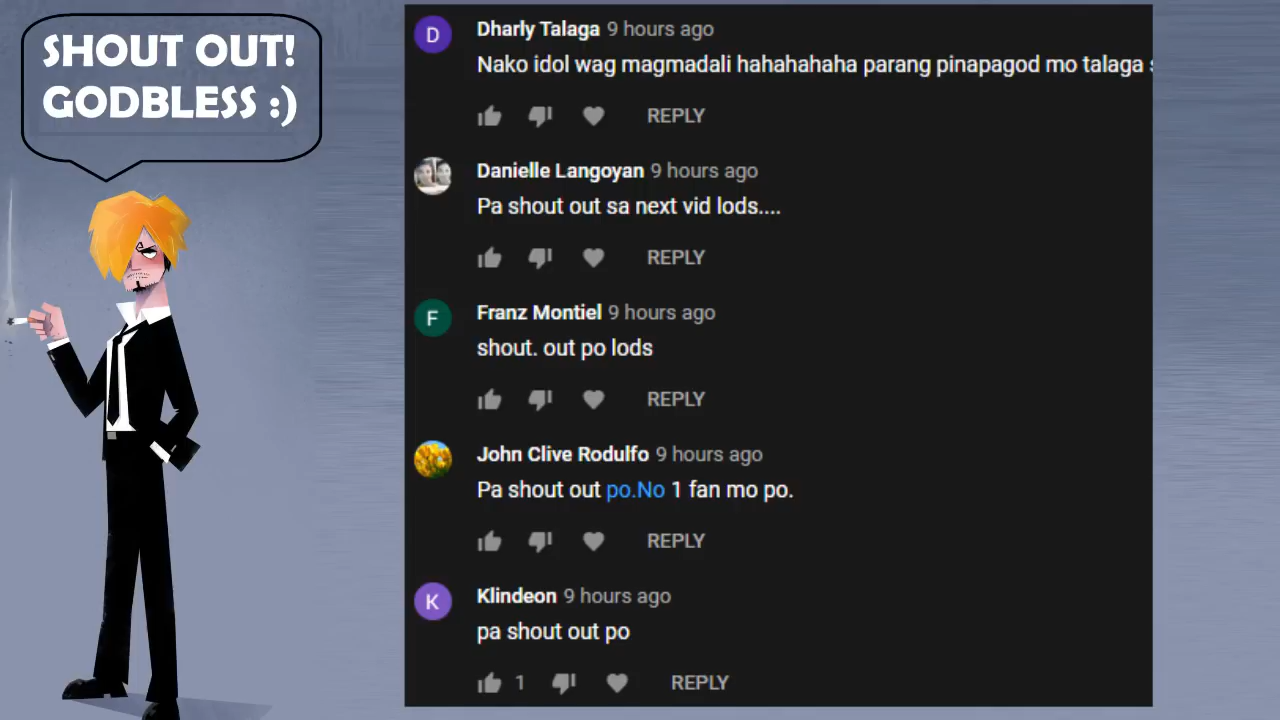 SHOUT OUT!
GODBLESS :)
D
Dharly Talaga 9 hours ago
Nako idol wag magmadali hahahahaha parang pinapagod mo talaga
REPLY
Danielle Langoyan 9 hours ago
Pa shout out sa next vid lods....
REPLY
F
Franz Montiel 9 hours ago
shout. out po lods
REPLY
John Clive Rodulfo 9 hours ago
Pa shout out po.No 1 fan mo po.
REPLY
K
Klindeon 9 hours ago
pa shout out po
1 REPLY